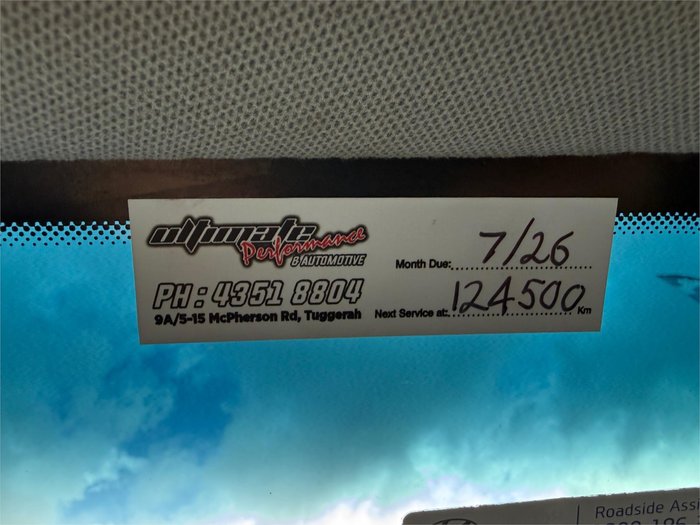 Ultimate
Performance
& AUTOMOTIVE
PH: 4351 8804
9A/5-15 McPherson Rd, Tuggerah
Month Due: 7/26
Next Service at: 124500 Km
Roadside